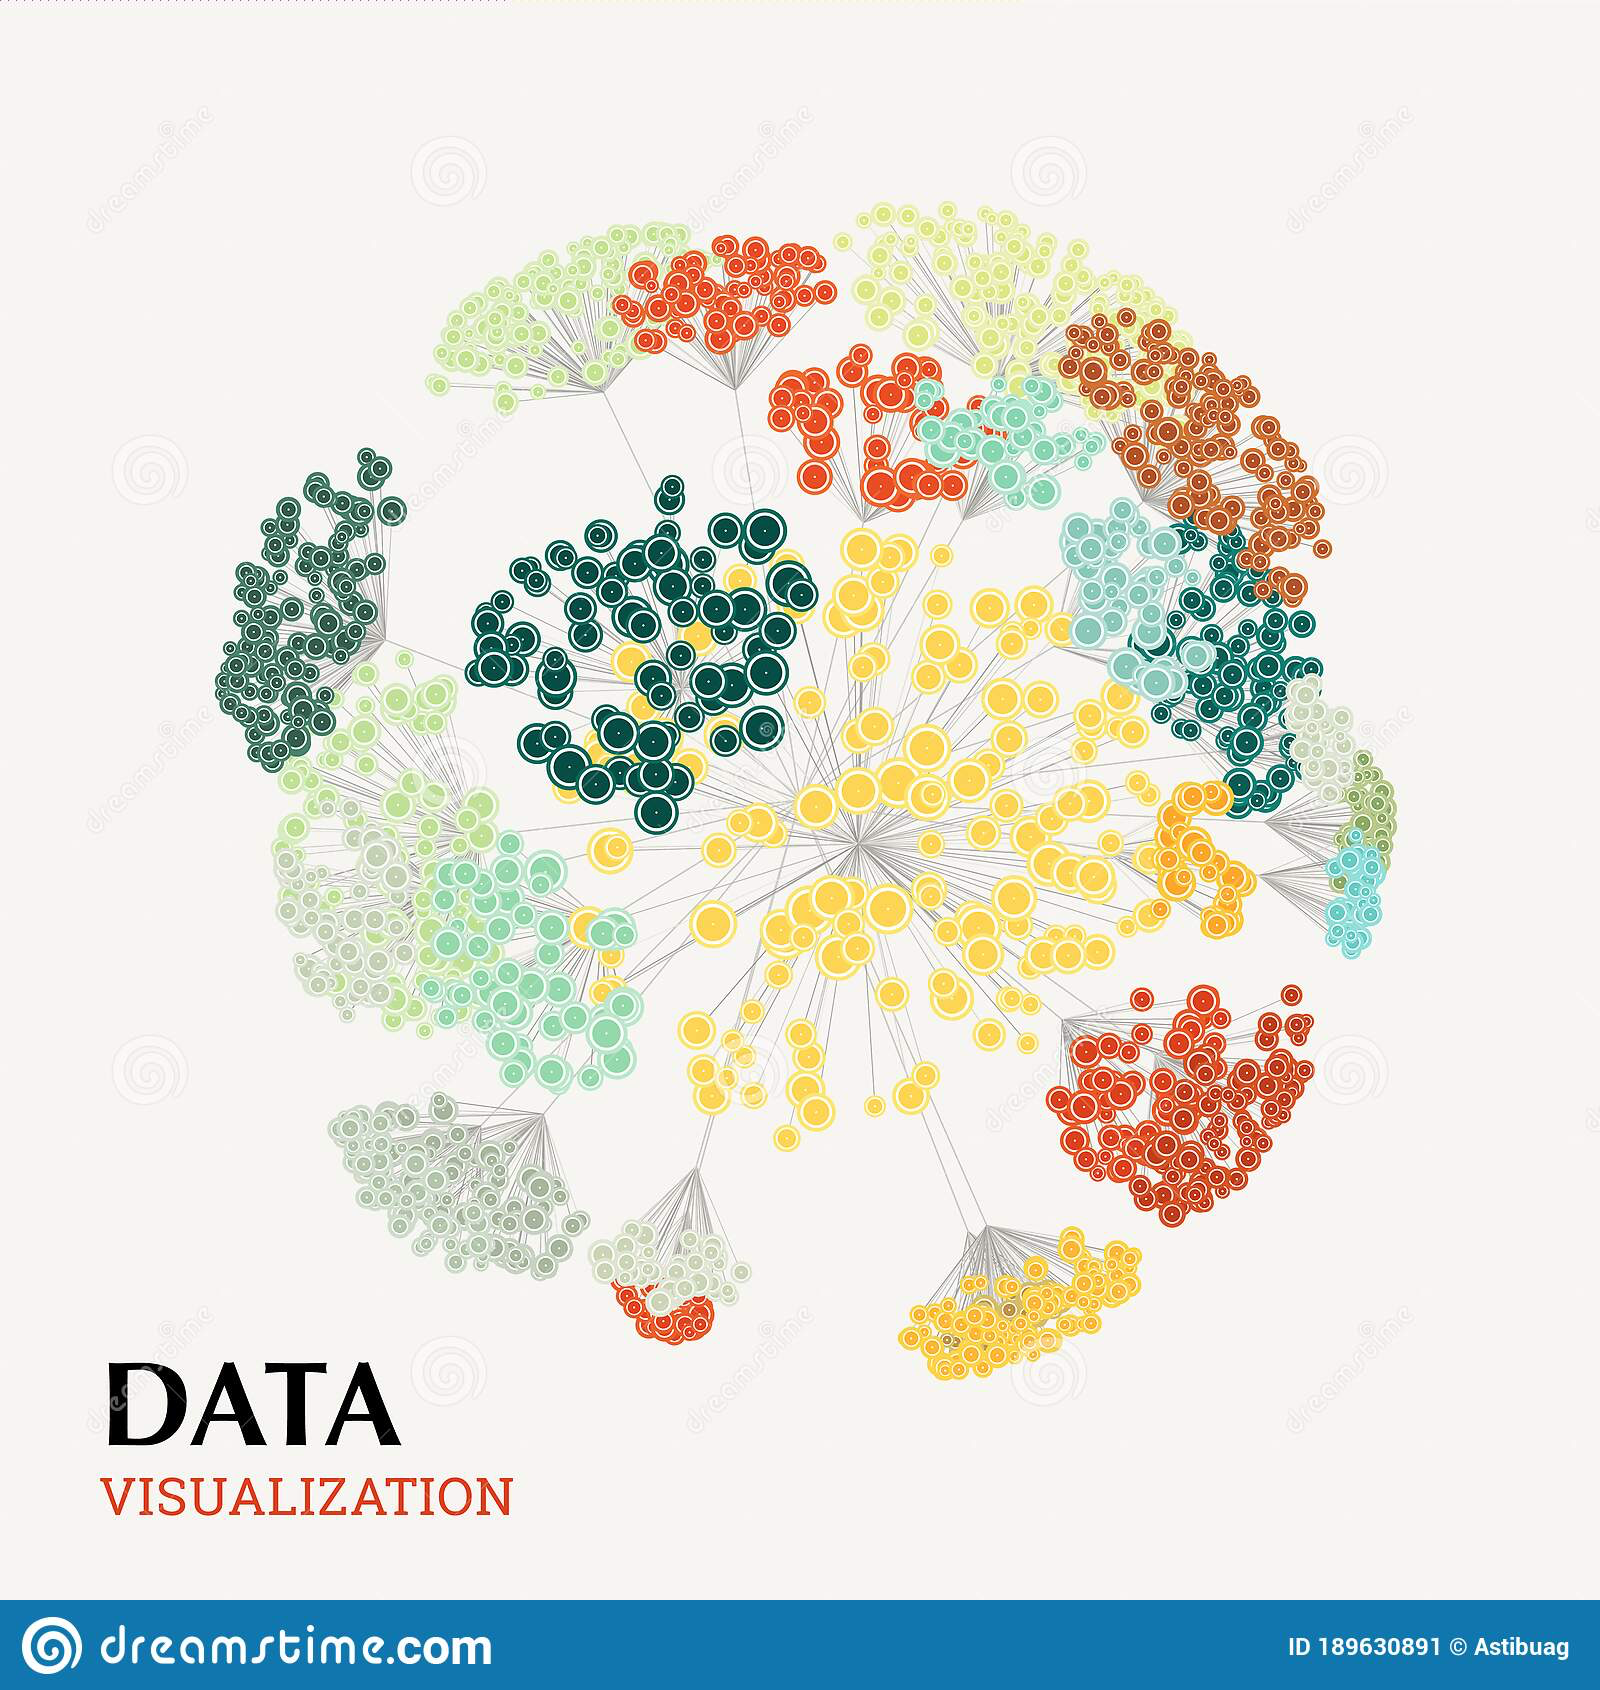 DATA
VISUALIZATION
dreamstime.com
ID 189630891 © Astibuag